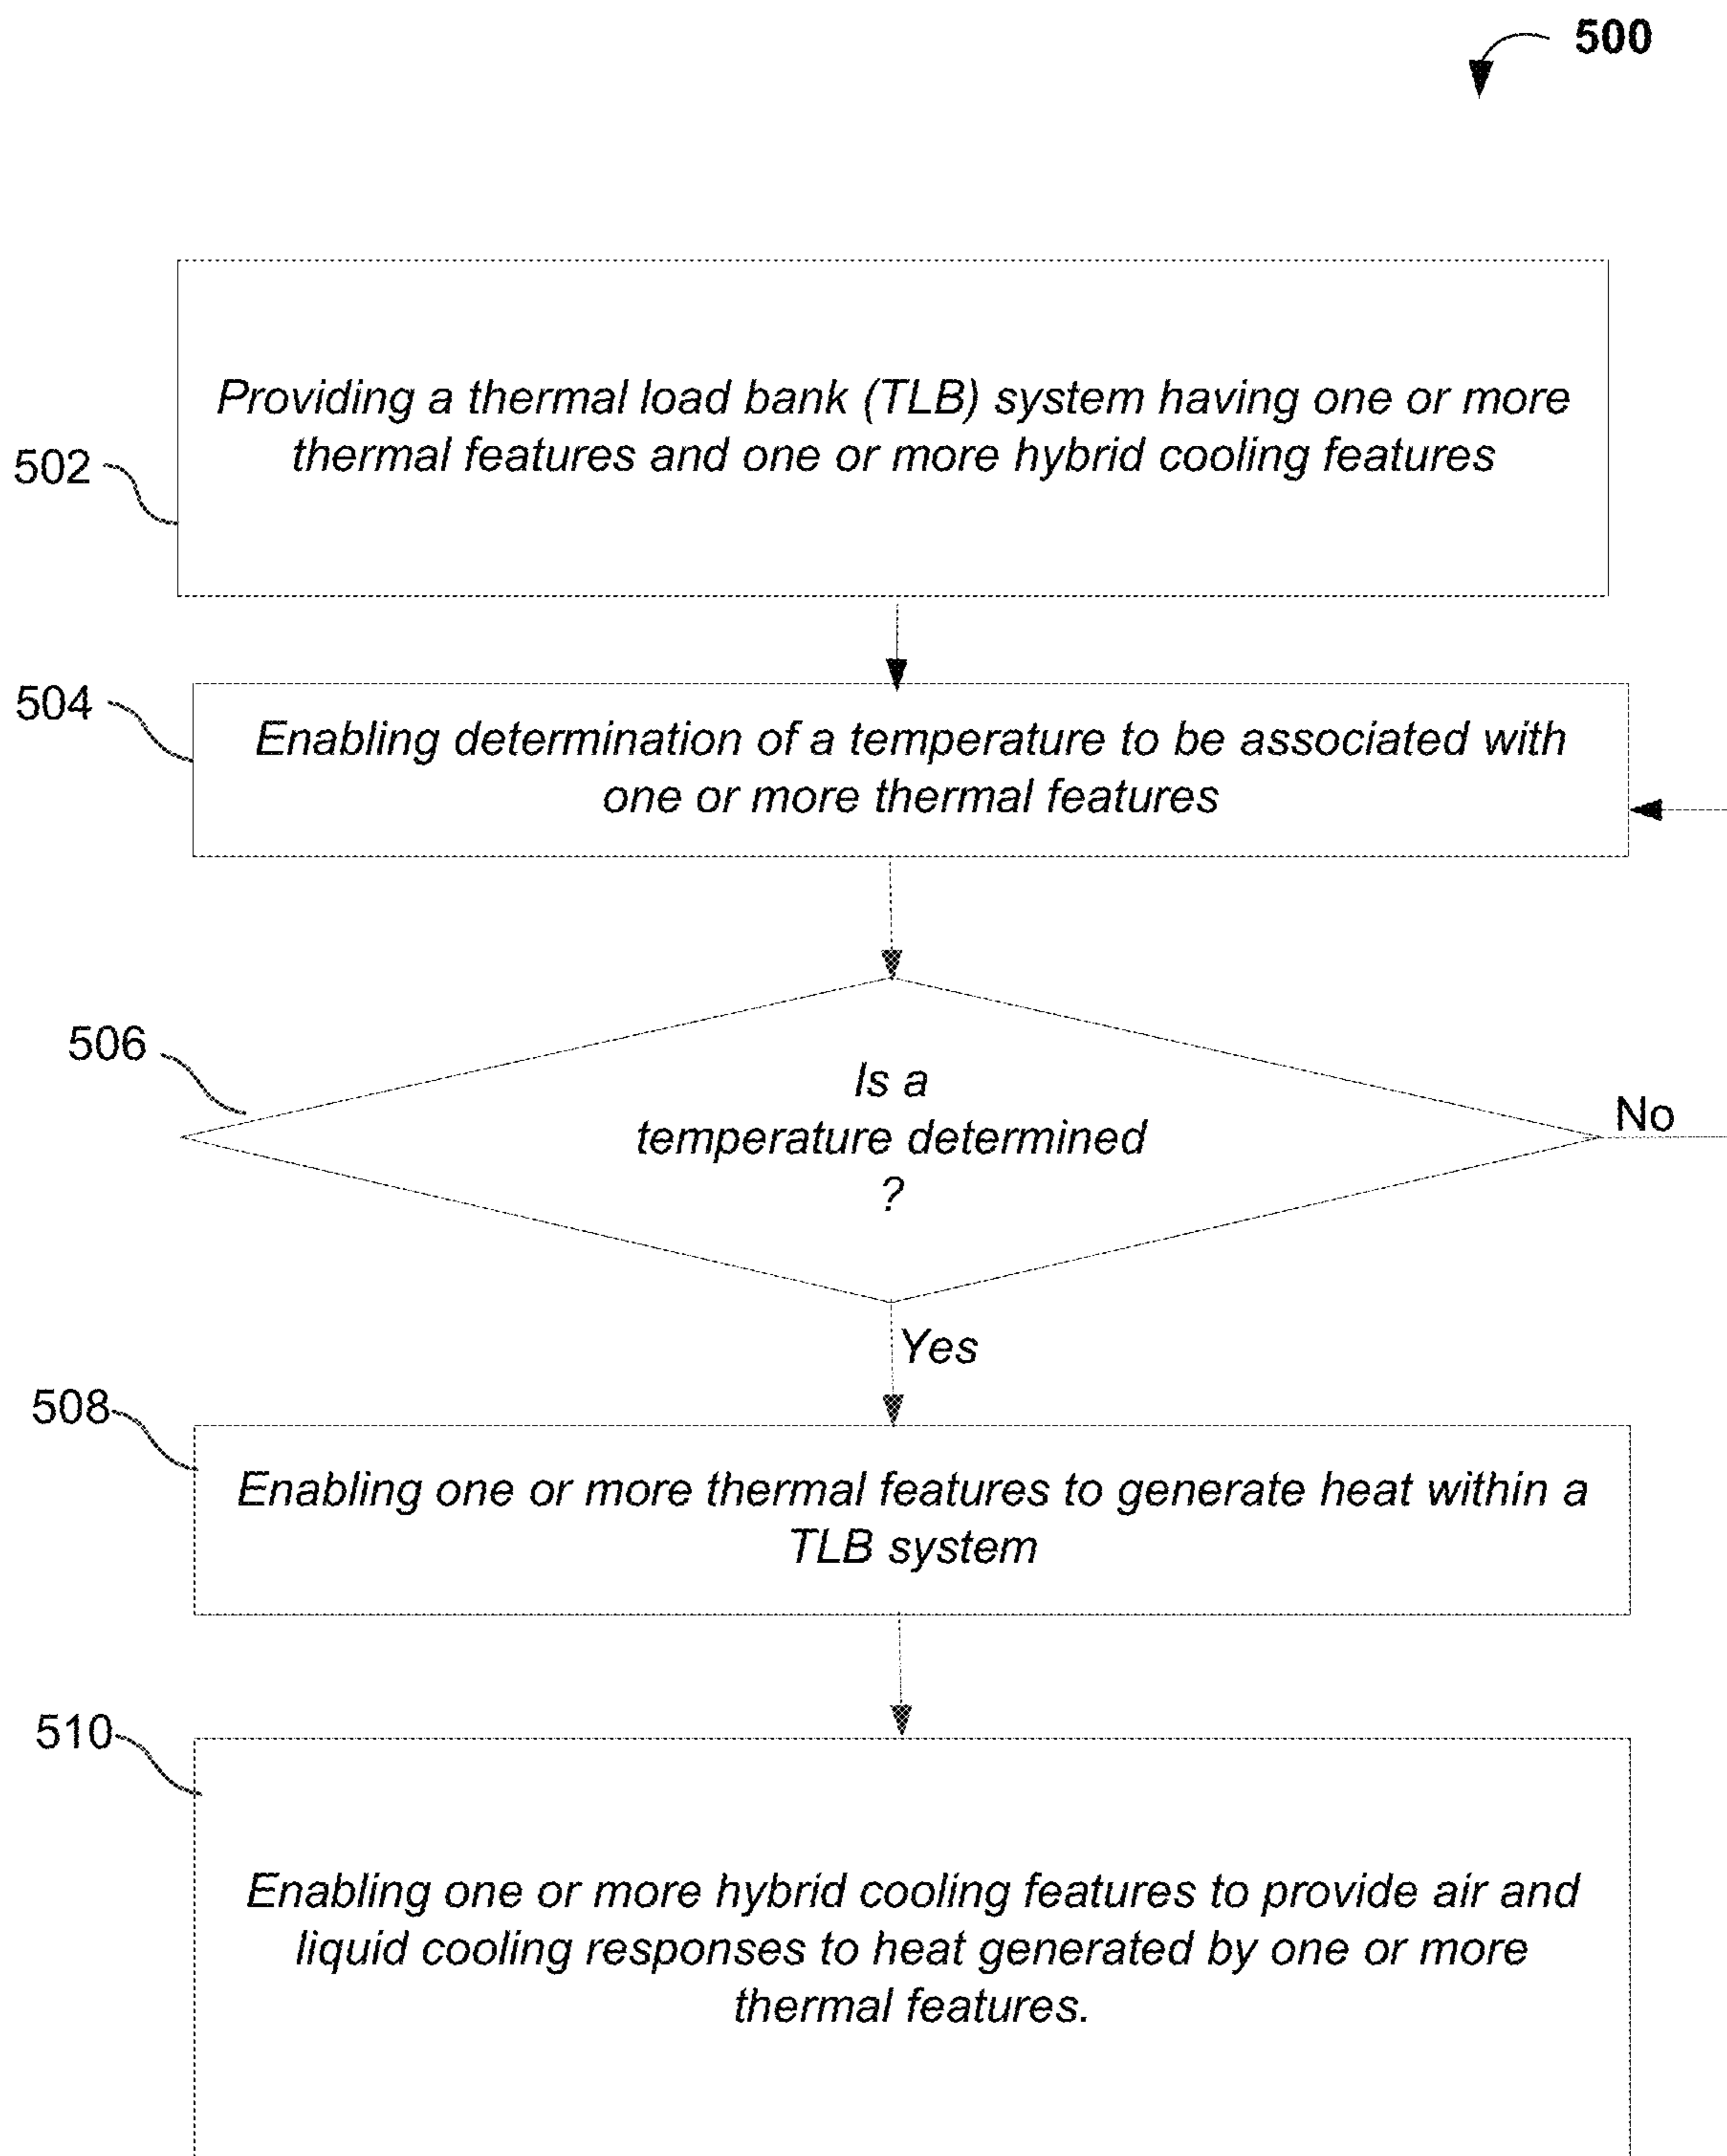 500
Providing a thermal load bank (TLB) system having one or more
thermal features and one or more hybrid cooling features
502
504
Enabling determination of a temperature to be associated with
one or more thermal features
506
Is a
temperature determined
?
No
Yes
508
Enabling one or more thermal features to generate heat within a
TLB system
510
Enabling one or more hybrid cooling features to provide air and
liquid cooling responses to heat generated by one or more
thermal features.